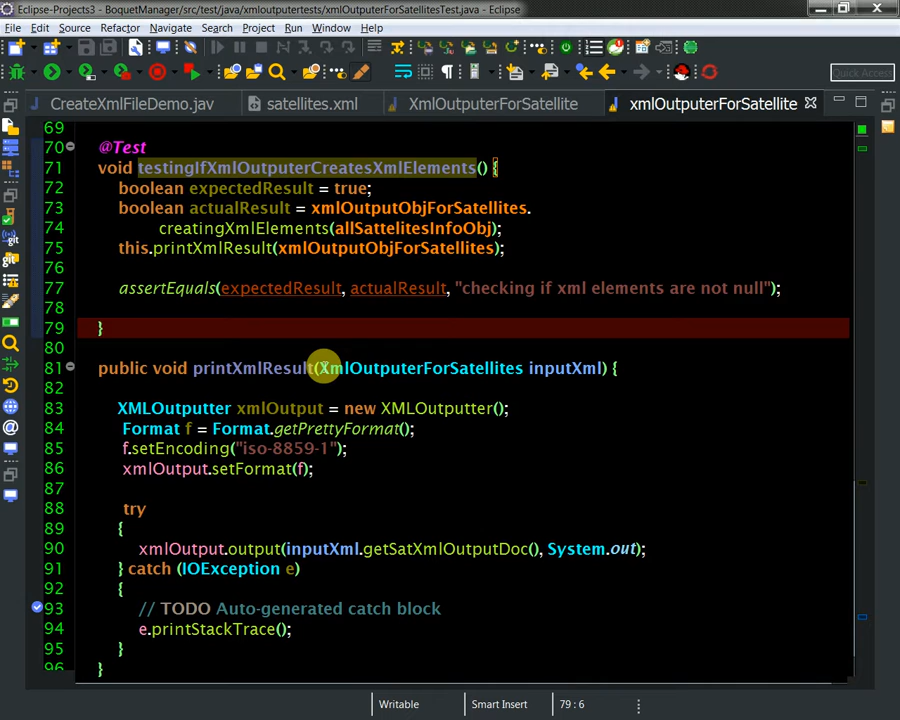 Eclipse-Projects3 - BoquetManager/src/test/java/xmloutputertests/xmlOutputerForSatellitesTest.java - Eclipse
File Edit Source Refactor Navigate Search Project Run Window Help
Quick Access
CreateXmlFileDemo.jav satellites.xml XmlOutputerForSatellite xmlOutputerForSatellite
69
70 @Test
71 void testingIfXmlOutputerCreatesXmlElements() {
72 boolean expectedResult = true;
73 boolean actualResult = xmlOutputObjForSatellites.
74 creatingXmlElements(allSattelitesInfoObj);
75 this.printXmlResult(xmlOutputObjForSatellites);
76
77 assertEquals(expectedResult, actualResult, "checking if xml elements are not null");
78
79 }
80
81 public void printXmlResult(XmlOutputerForSatellites inputXml) {
82
83 XMLOutputter xmlOutput = new XMLOutputter();
84 Format f = Format.getPrettyFormat();
85 f.setEncoding("iso-8859-1");
86 xmlOutput.setFormat(f);
87
88 try
89 {
90 xmlOutput.output(inputXml.getSatXmlOutputDoc(), System.out);
91 } catch (IOException e)
92 {
93 // TODO Auto-generated catch block
94 e.printStackTrace();
95 }
96 }
Writable Smart Insert 79 : 6